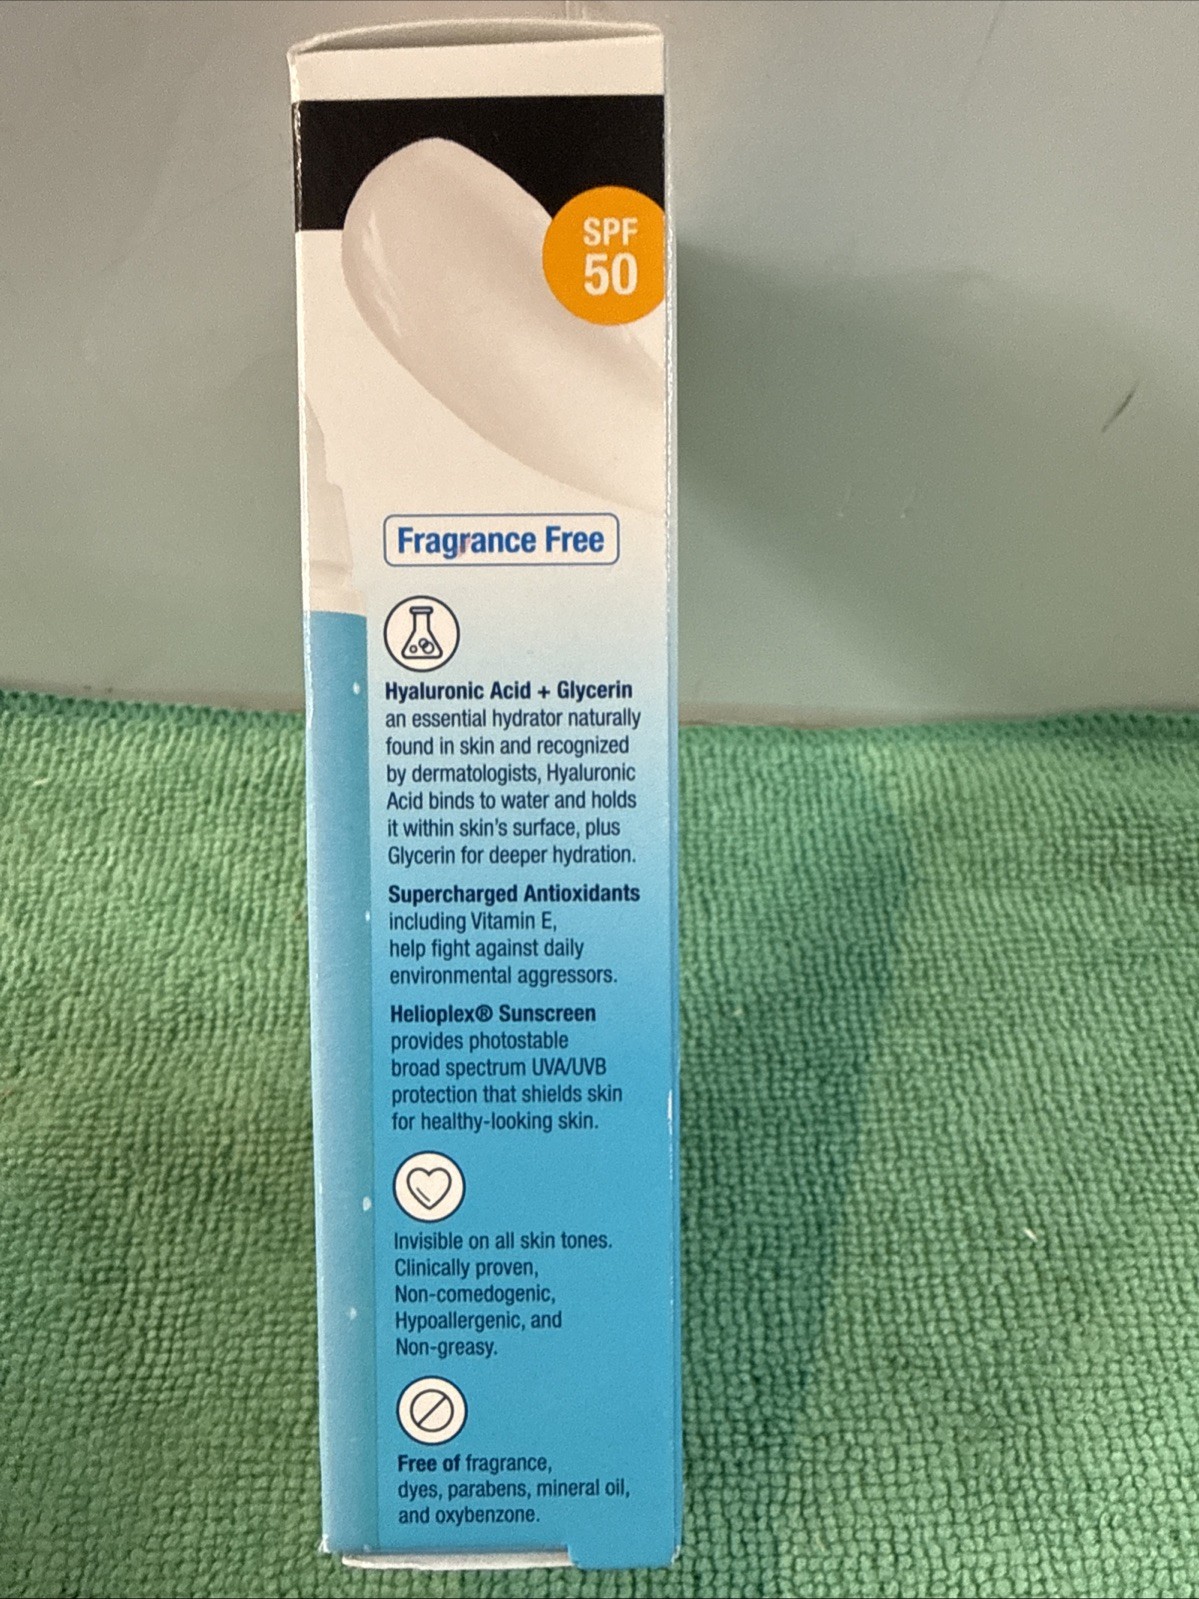 SPF
50
Fragrance Free
Hyaluronic Acid + Glycerin
an essential hydrator naturally
found in skin and recognized
by dermatologists, Hyaluronic
Acid binds to water and holds
it within skin's surface, plus
Glycerin for deeper hydration.
Supercharged Antioxidants
including Vitamin E,
help fight against daily
environmental aggressors.
Helioplex® Sunscreen
provides photostable
broad spectrum UVA/UVB
protection that shields skin
for healthy-looking skin.
Invisible on all skin tones.
Clinically proven,
Non-comedogenic,
Hypoallergenic, and
Non-greasy.
Free of fragrance,
dyes, parabens, mineral oil,
and oxybenzone.